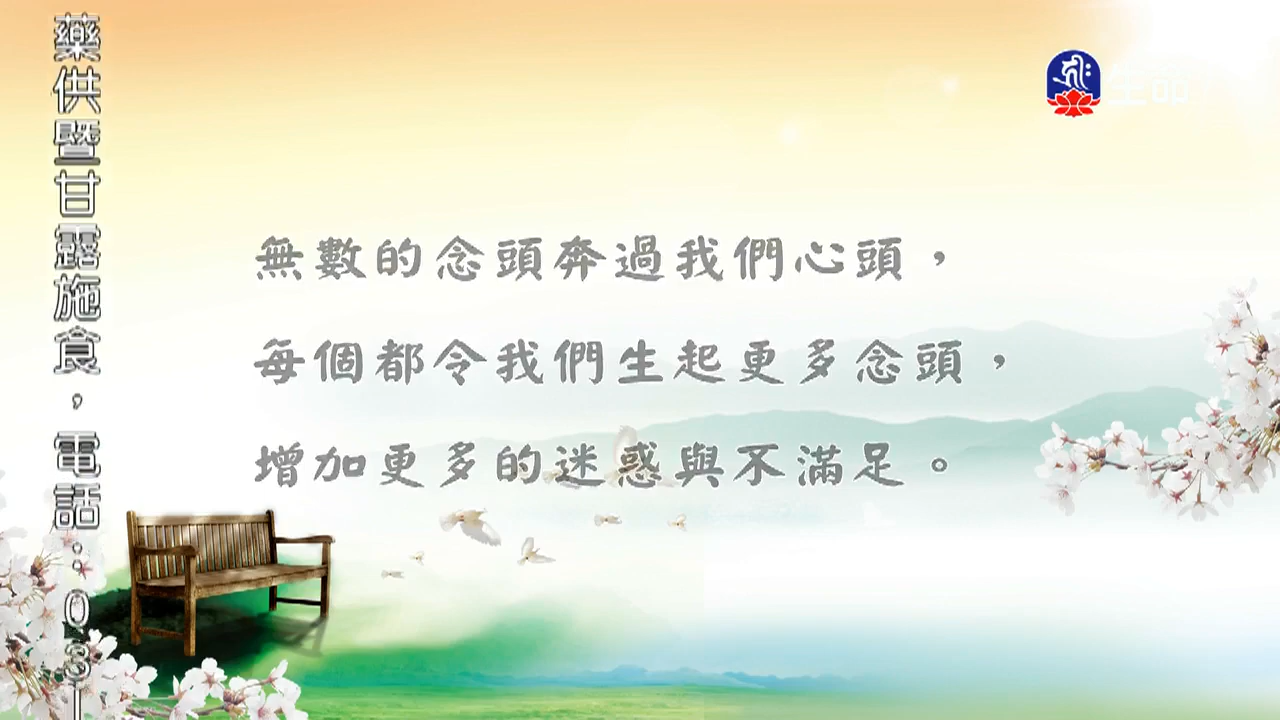 藥供暨甘露施食，電話：03-
生命
無數的念頭奔過我們心頭，
每個都令我們生起更多念頭，
增加更多的迷惑與不滿足。